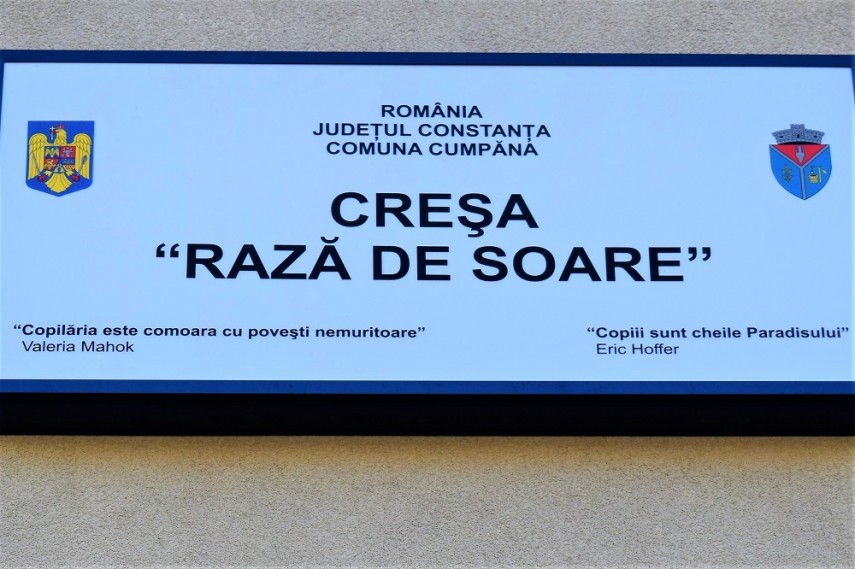 ROMÂNIA
JUDEȚUL CONSTANȚA
COMUNA CUMPĂNA
CREŞA
“RAZĂ DE SOARE”
“Copilăria este comoara cu poveşti nemuritoare”
Valeria Mahok
“Copiii sunt cheile Paradisului”
Eric Hoffer